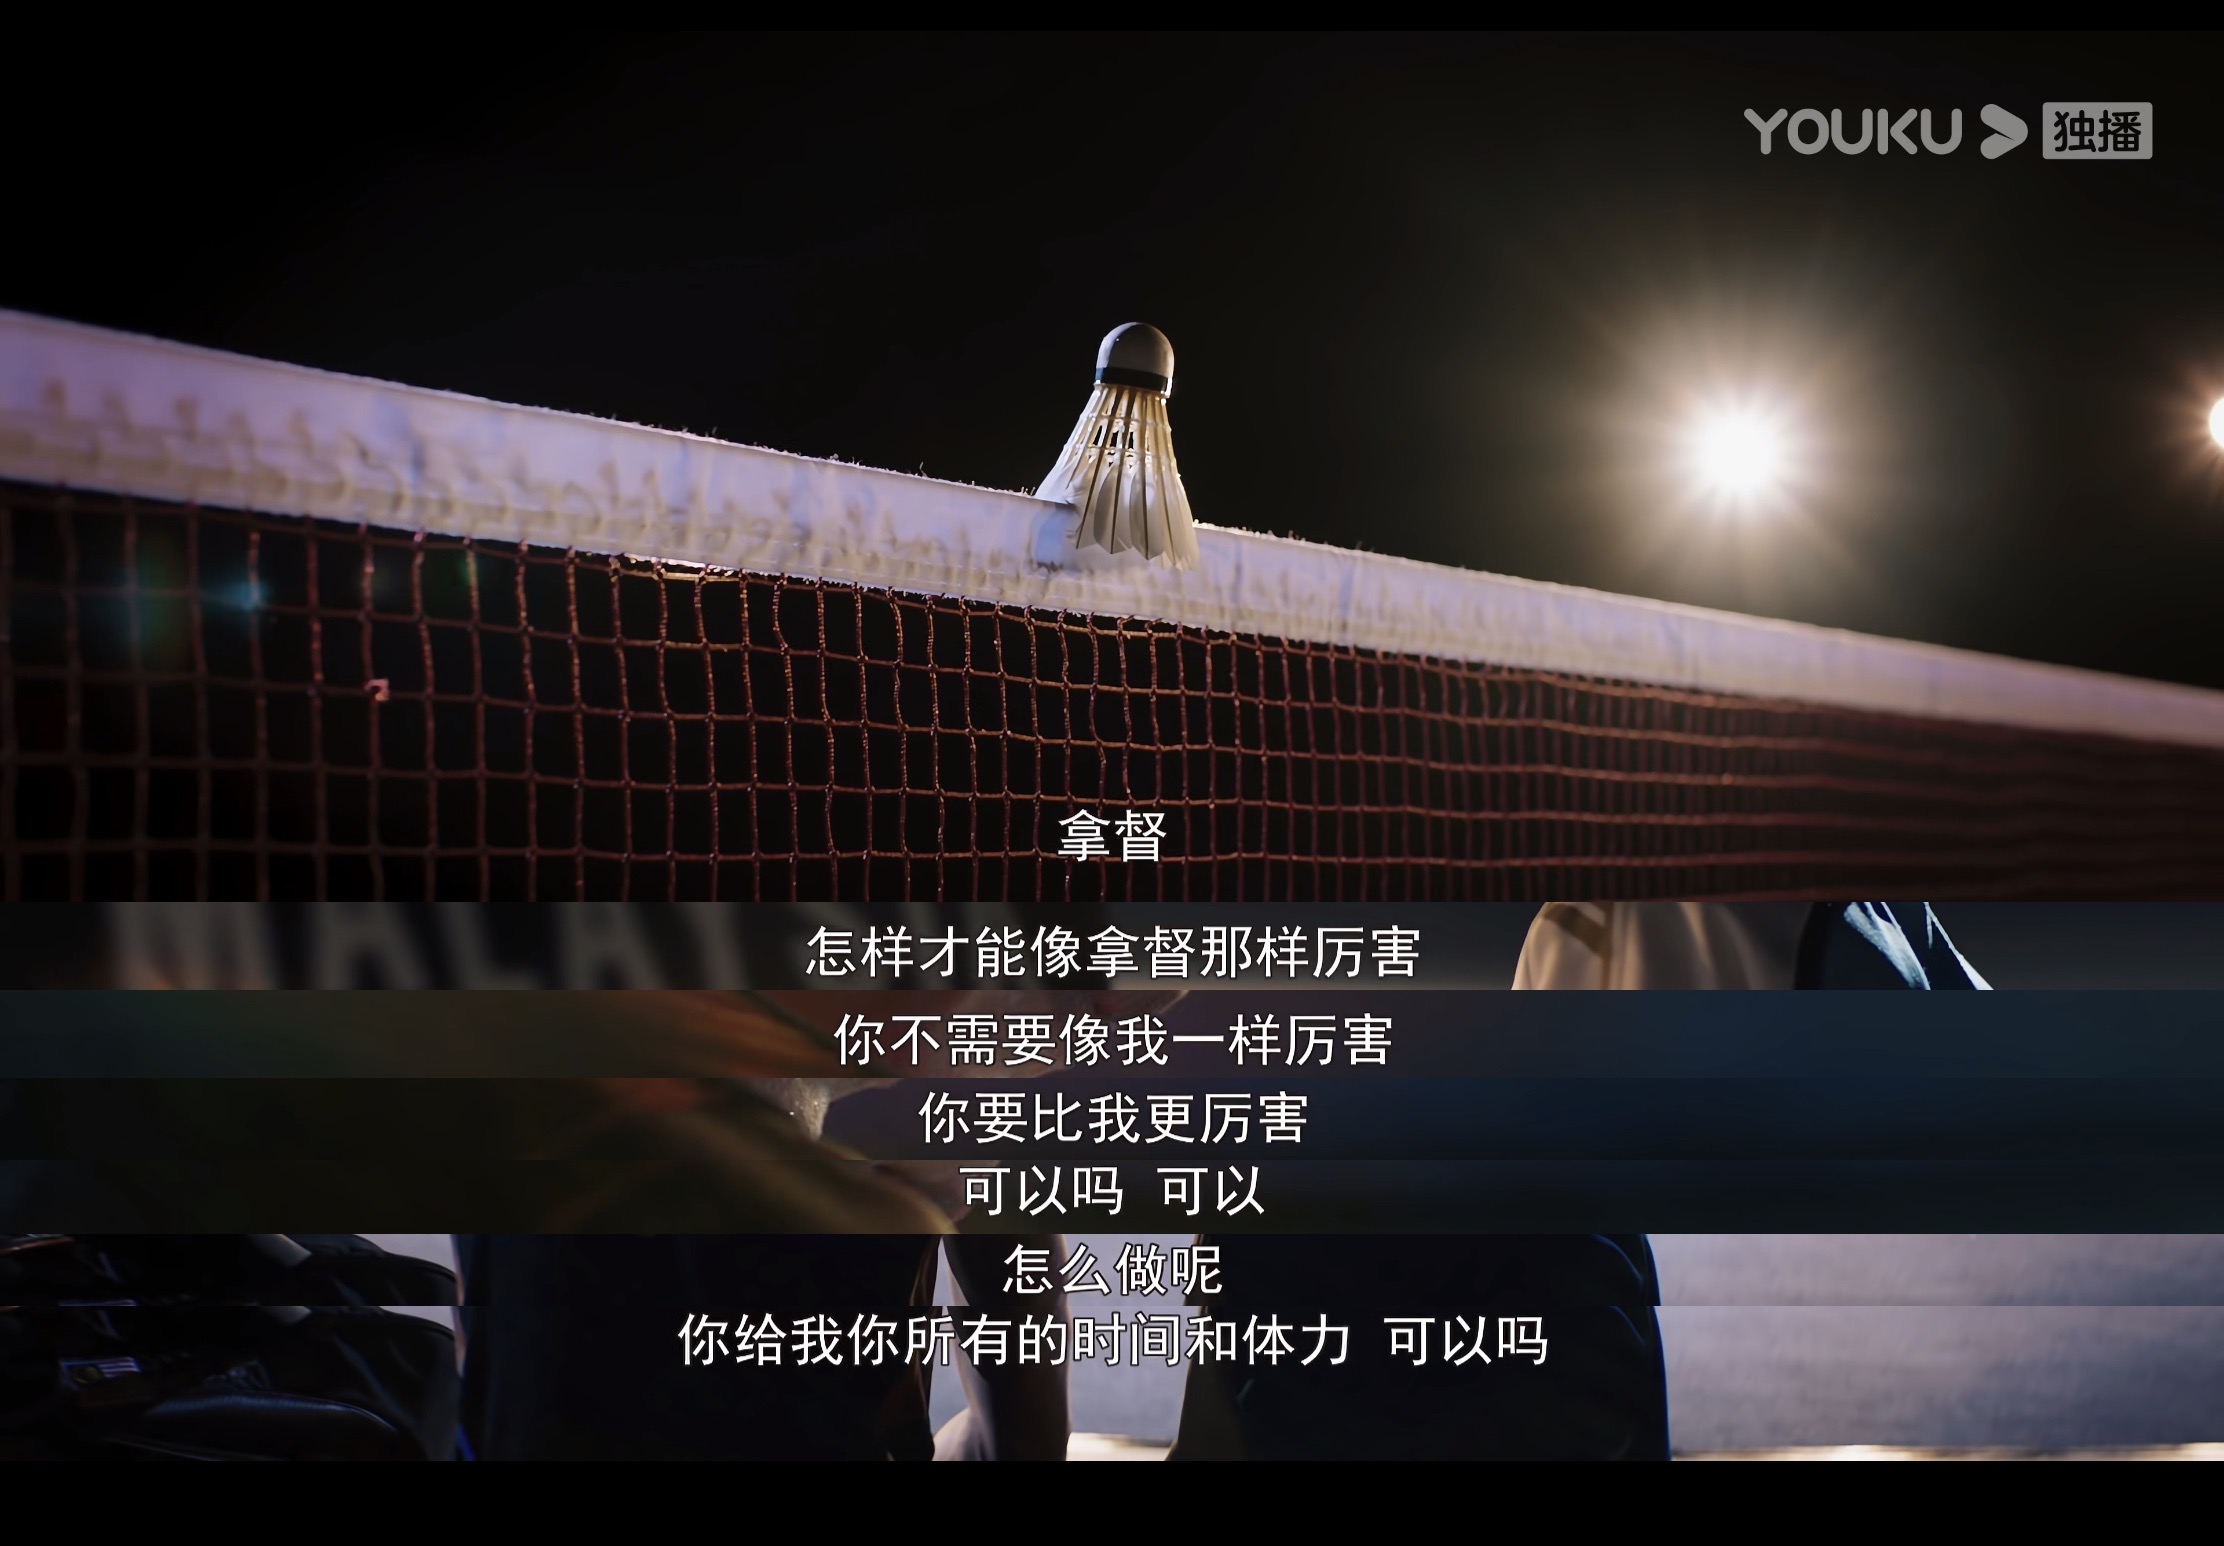 YOUKU 独播
拿督
MALAYSIA
怎样才能像拿督那样厉害
你不需要像我一样厉害
你要比我更厉害
可以吗 可以
怎么做呢
你给我你所有的时间和体力 可以吗